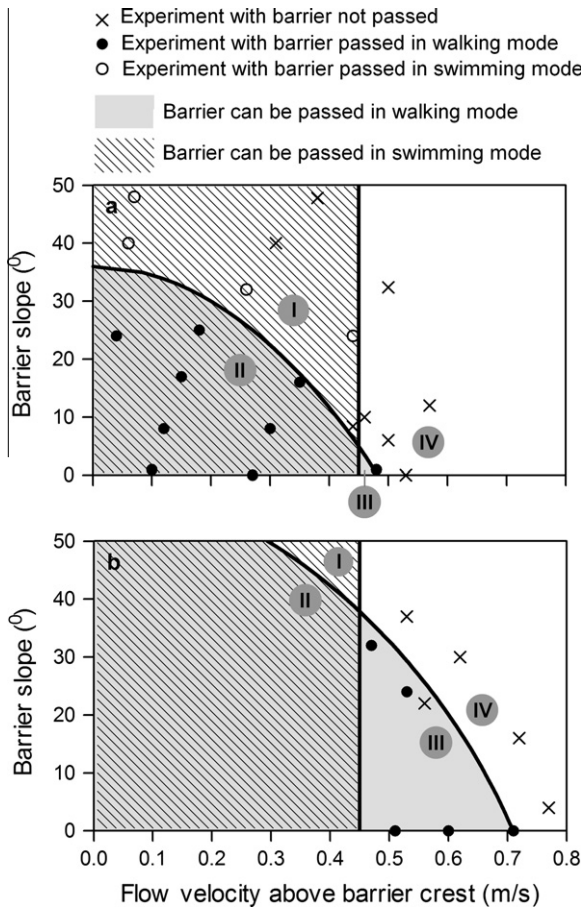 Experiment with barrier not passed
Experiment with barrier passed in walking mode
Experiment with barrier passed in swimming mode
Barrier can be passed in walking mode
Barrier can be passed in swimming mode
a
50
40
30
20
10
0
Barrier slope (⁰)
I
II
III
IV
b
50
40
30
20
10
0
Barrier slope (⁰)
I
II
III
IV
0.0 0.1 0.2 0.3 0.4 0.5 0.6 0.7 0.8
Flow velocity above barrier crest (m/s)